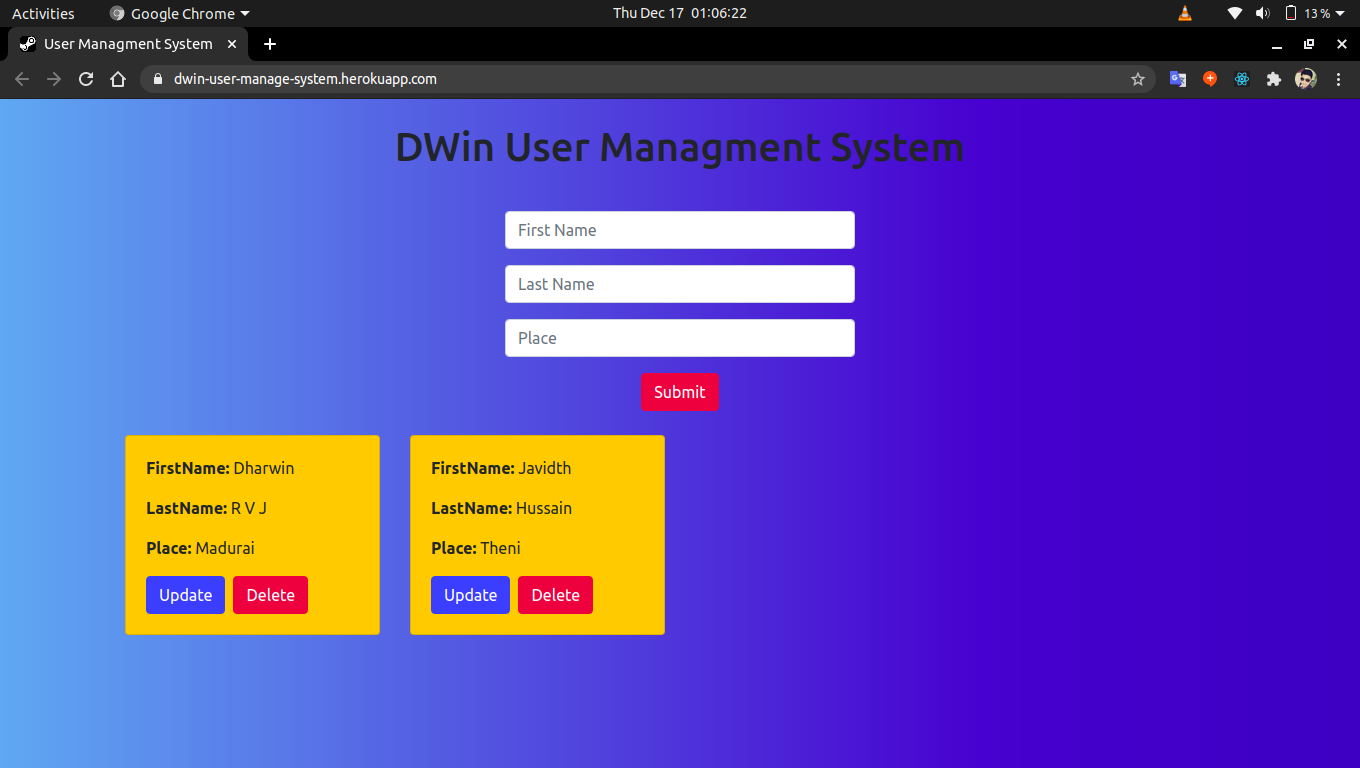 Activities Google Chrome Thu Dec 17 01:06:22 13 %
User Managment System
dwin-user-manage-system.herokuapp.com
DWin User Managment System
First Name
Last Name
Place
Submit
FirstName: Dharwin
LastName: R V J
Place: Madurai
Update Delete
FirstName: Javidth
LastName: Hussain
Place: Theni
Update Delete